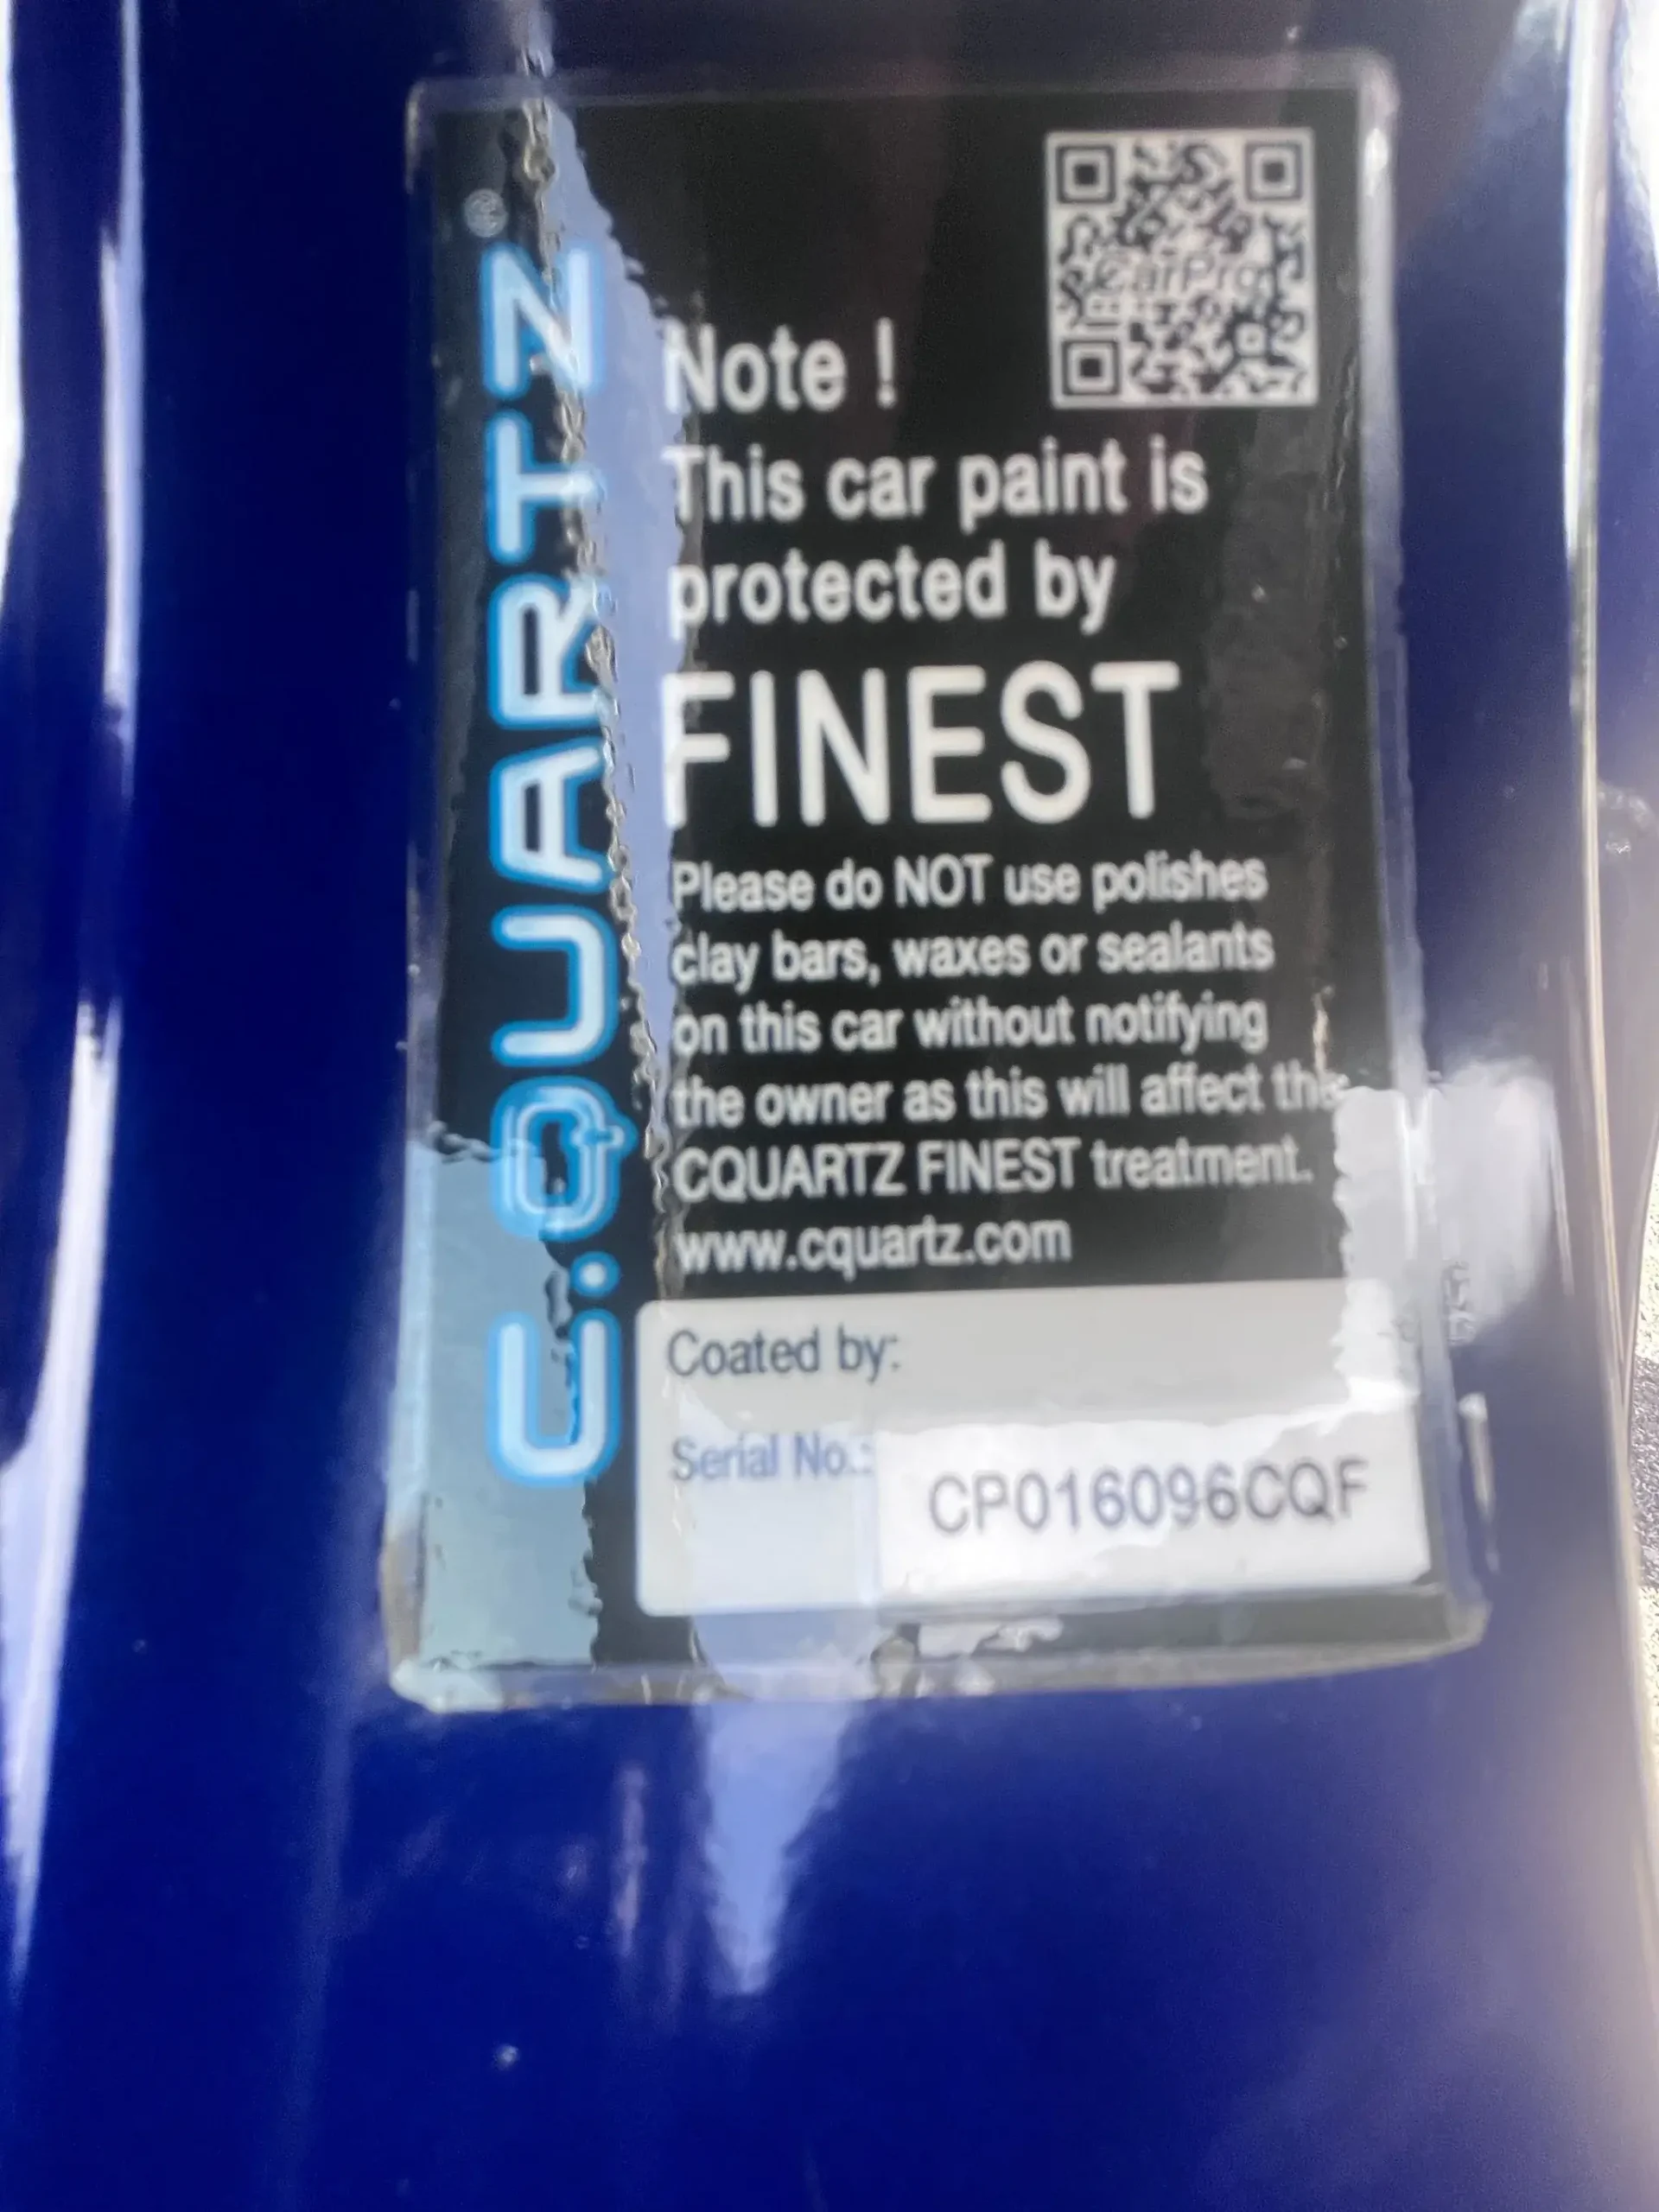 C.QUARTZ®
CarPro
Note !
This car paint is
protected by
FINEST
Please do NOT use polishes
clay bars, waxes or sealants
on this car without notifying
the owner as this will affect the
CQUARTZ FINEST treatment.
www.cquartz.com
Coated by:
Serial No.:
CP016096CQF